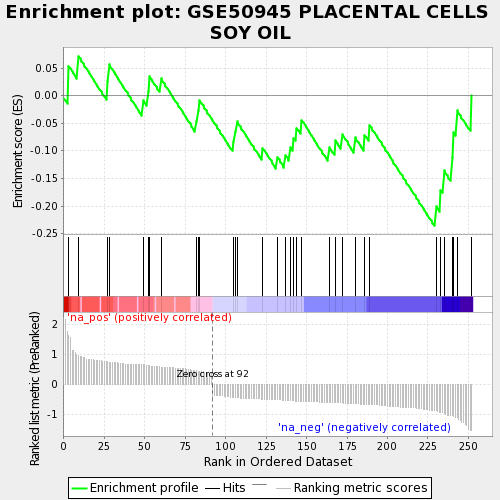 Enrichment plot: GSE50945 PLACENTAL CELLS
SOY OIL
Enrichment score (ES)
0.05
0.00
-0.05
-0.10
-0.15
-0.20
-0.25
'na_pos' (positively correlated)
Ranked list metric (PreRanked)
2
1
0
-1
Zero cross at 92
'na_neg' (negatively correlated)
0 25 50 75 100 125 150 175 200 225 250
Rank in Ordered Dataset
Enrichment profile Hits Ranking metric scores